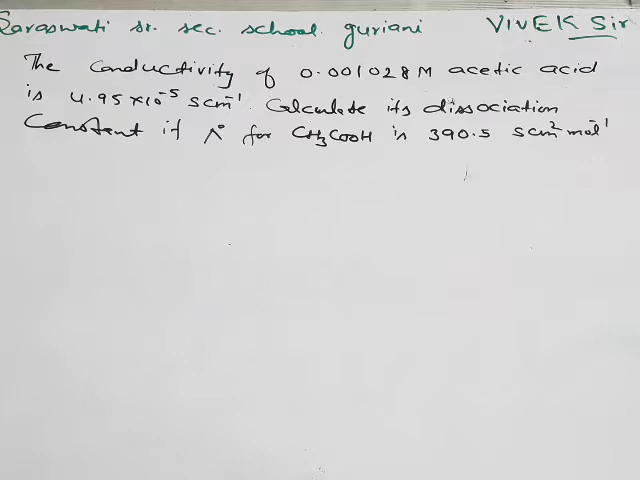 Saraswati sr. sec. school guriani VIVEK Sir
The conductivity of 0.001028 M acetic acid
is 4.95×10⁻⁵ S cm⁻¹. Calculate its dissociation
Constant if Λ° for CH₃COOH is 390.5 S cm² mol⁻¹